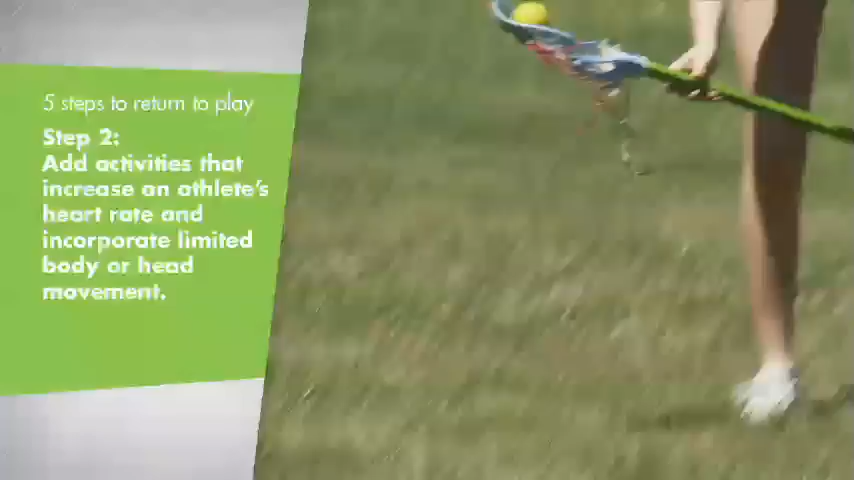 5 steps to return to play
Step 2:
Add activities that
increase an athlete's
heart rate and
incorporate limited
body or head
movement.